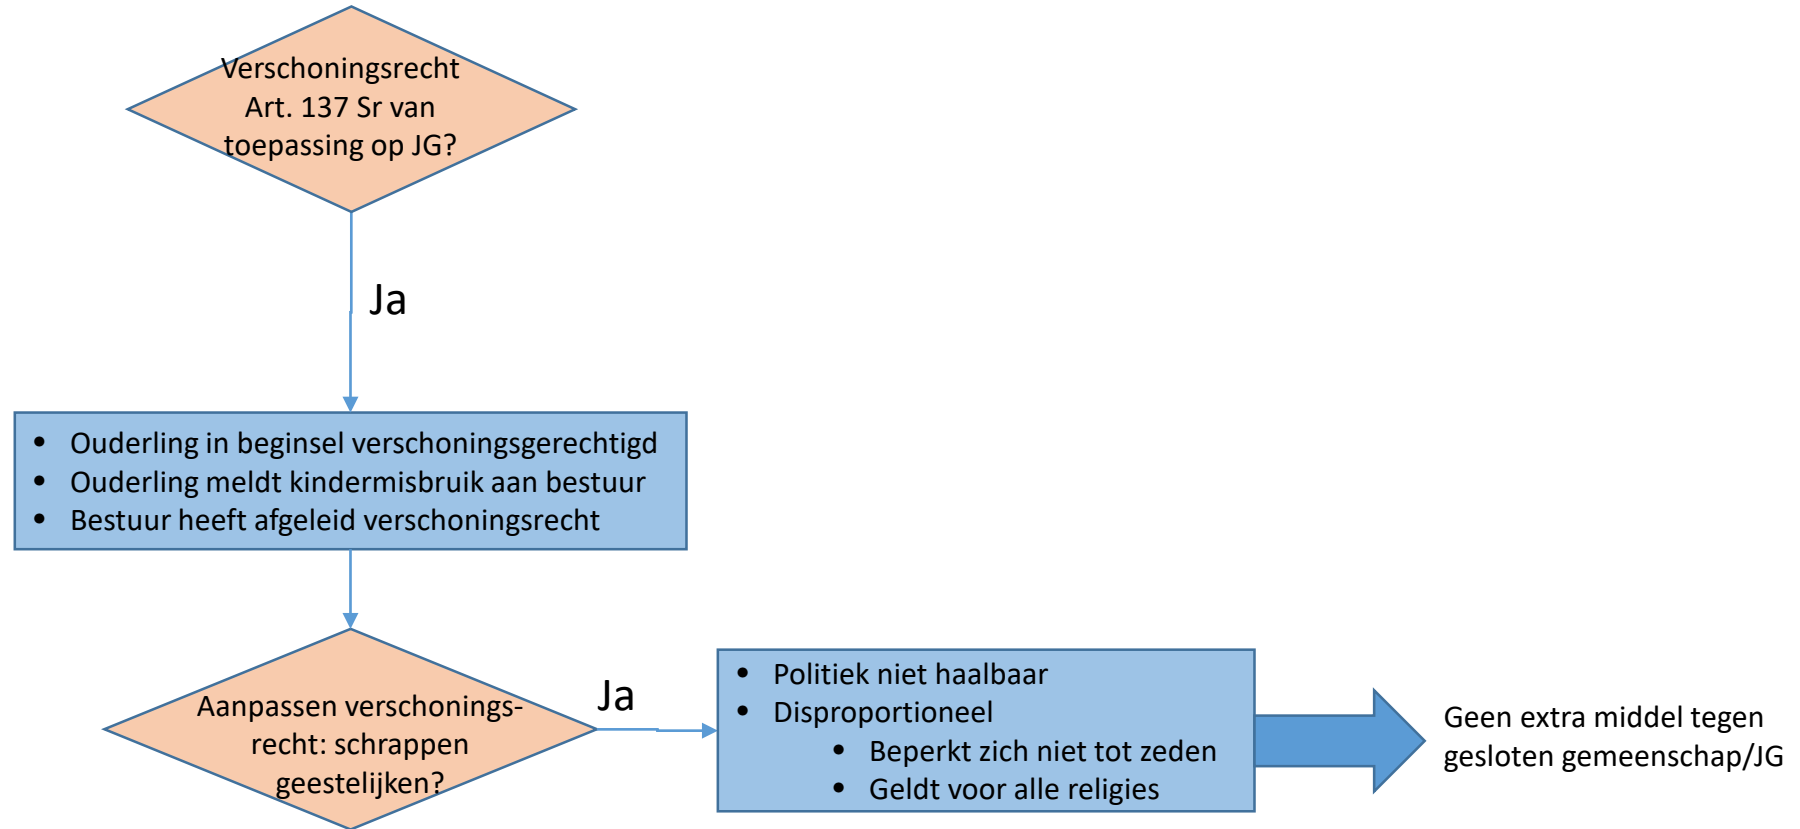 Verschoningsrecht
Art. 137 Sr van
toepassing op JG?
Ja
• Ouderling in beginsel verschoningsgerechtigd
• Ouderling meldt kindermisbruik aan bestuur
• Bestuur heeft afgeleid verschoningsrecht
Aanpassen verschonings-
recht: schrappen
geestelijken?
Ja
• Politiek niet haalbaar
• Disproportioneel
• Beperkt zich niet tot zeden
• Geldt voor alle religies
Geen extra middel tegen
gesloten gemeenschap/JG